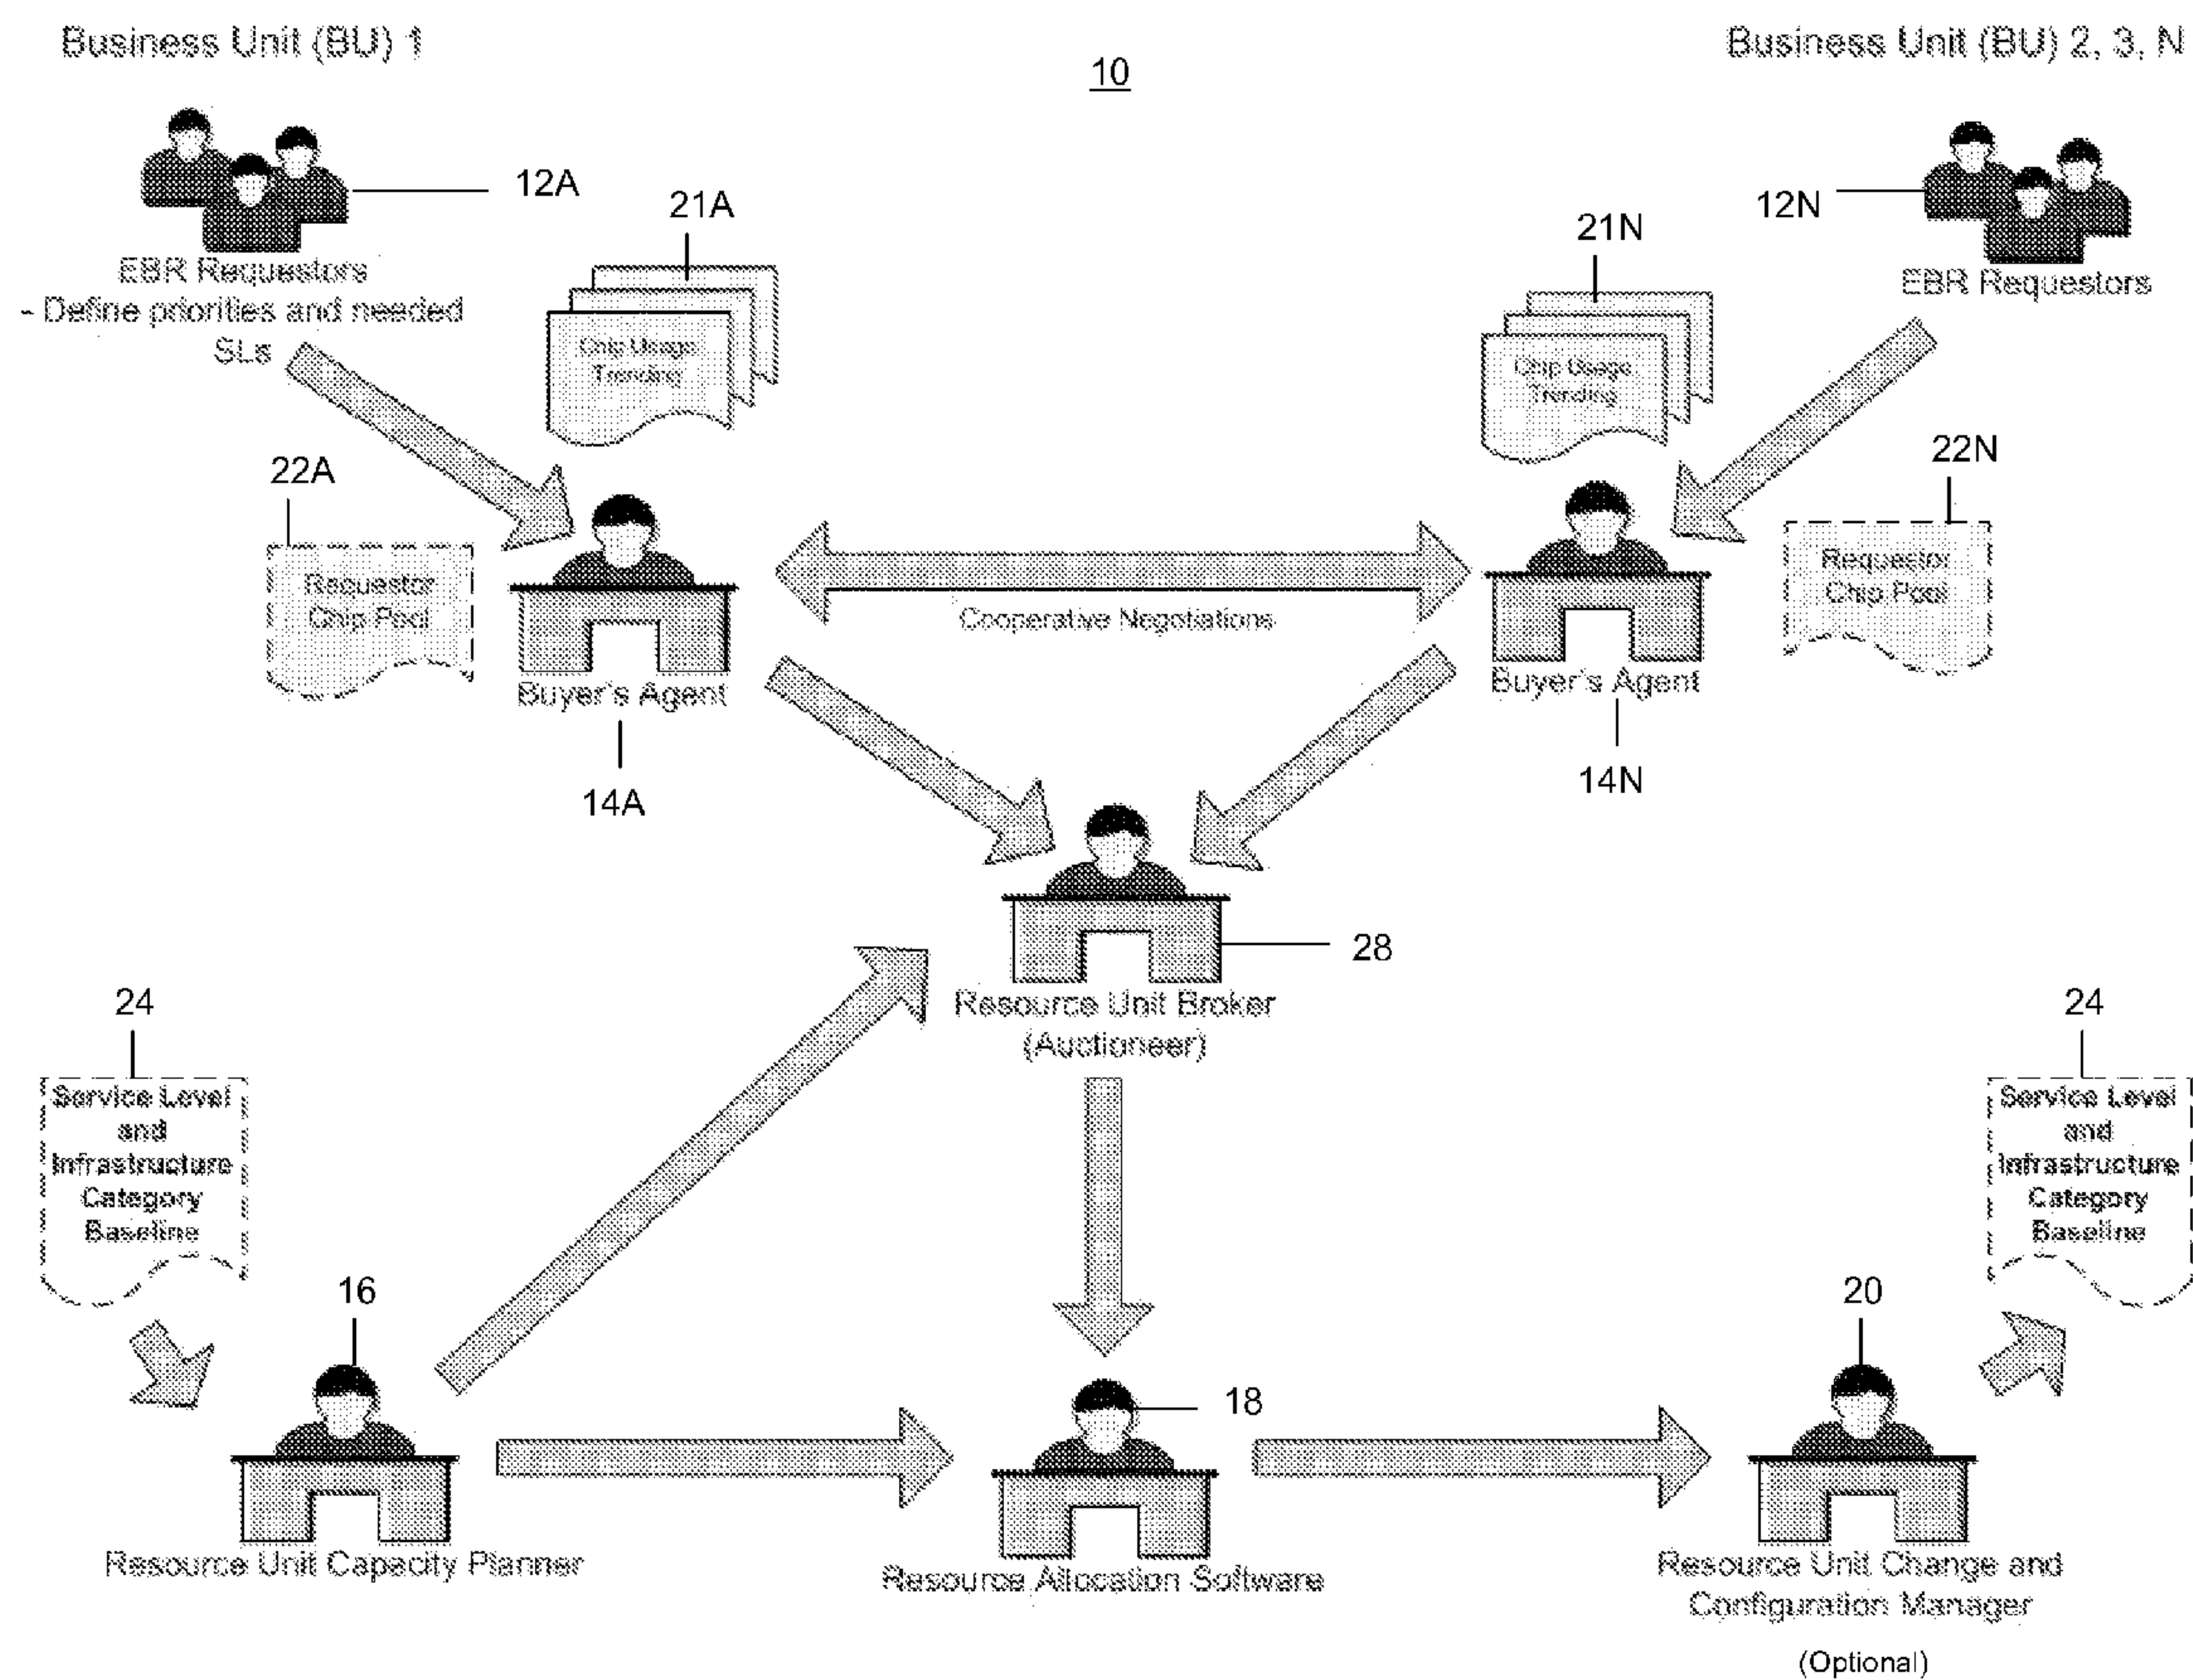 Business Unit (BU) 1
Business Unit (BU) 2, 3, N
10
12A
EBR Requestors
- Define priorities and needed
SLs
21A
Chip Usage
Trending
12N
EBR Requestors
21N
Chip Usage
Trending
22A
Requestor
Chip Pool
22N
Requestor
Chip Pool
Cooperative Negotiations
Buyer's Agent
14A
Buyer's Agent
14N
28
Resource Unit Broker
(Auctioneer)
24
Service Level
and
Infrastructure
Category
Baseline
24
Service Level
and
Infrastructure
Category
Baseline
16
Resource Unit Capacity Planner
18
Resource Allocation Software
20
Resource Unit Change and
Configuration Manager
(Optional)